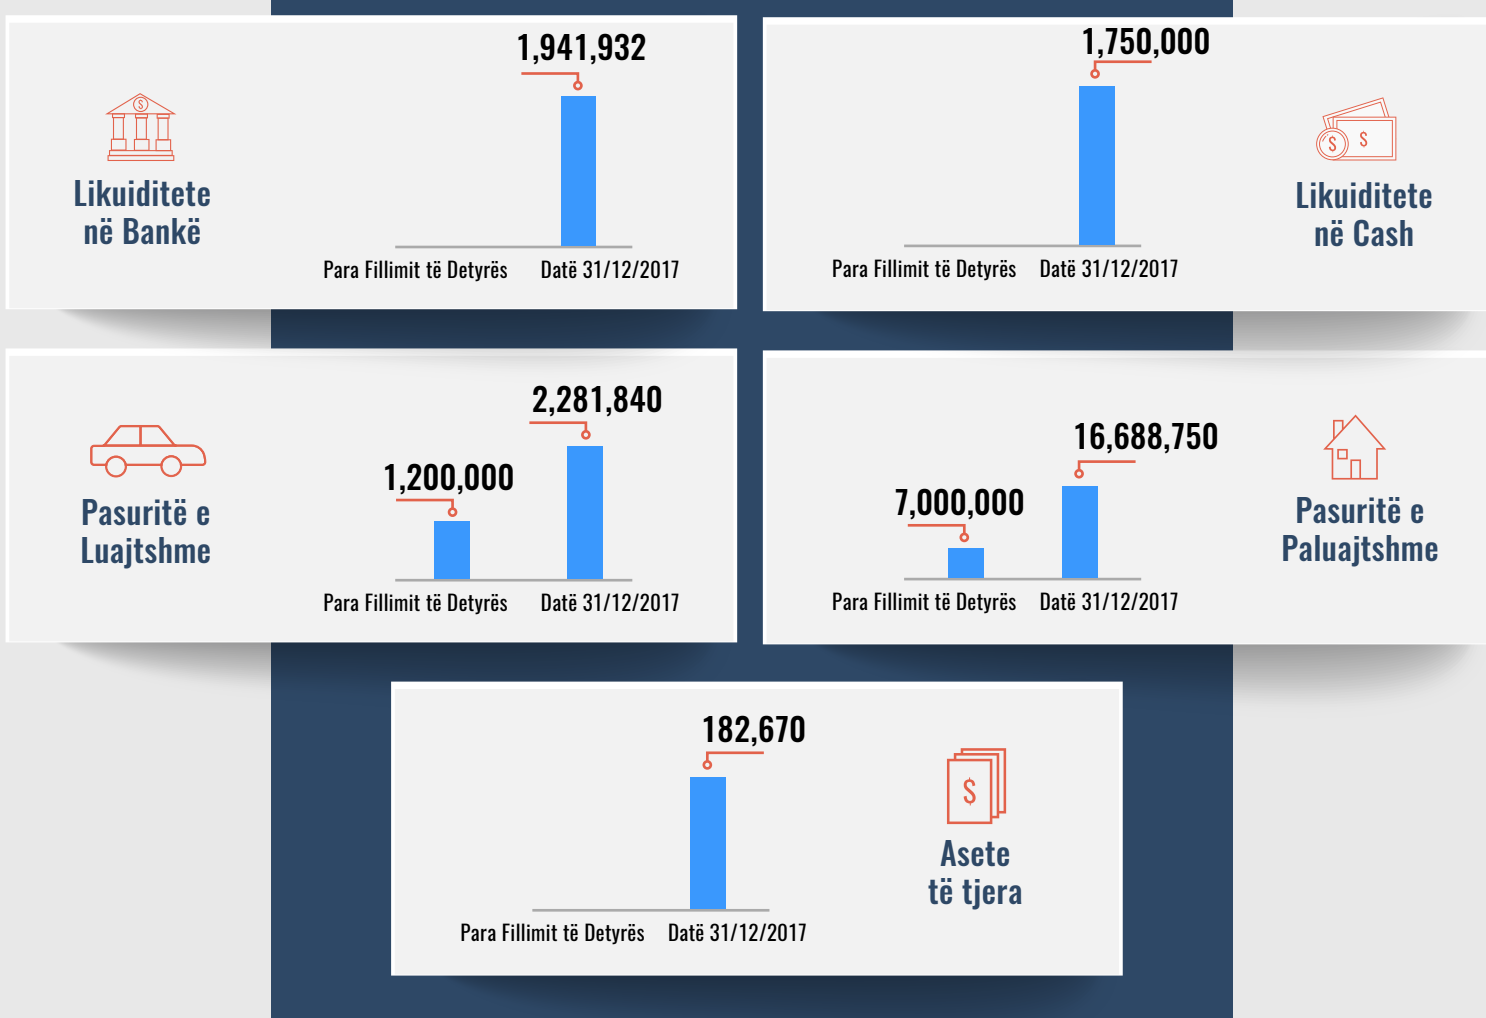 1,941,932
Likuiditete
në Bankë
Para Fillimit të Detyrës
Datë 31/12/2017
1,750,000
Likuiditete
në Cash
Para Fillimit të Detyrës
Datë 31/12/2017
2,281,840
1,200,000
Pasuritë e
Luajtshme
Para Fillimit të Detyrës
Datë 31/12/2017
16,688,750
7,000,000
Pasuritë e
Paluajtshme
Para Fillimit të Detyrës
Datë 31/12/2017
182,670
Asete
të tjera
Para Fillimit të Detyrës
Datë 31/12/2017